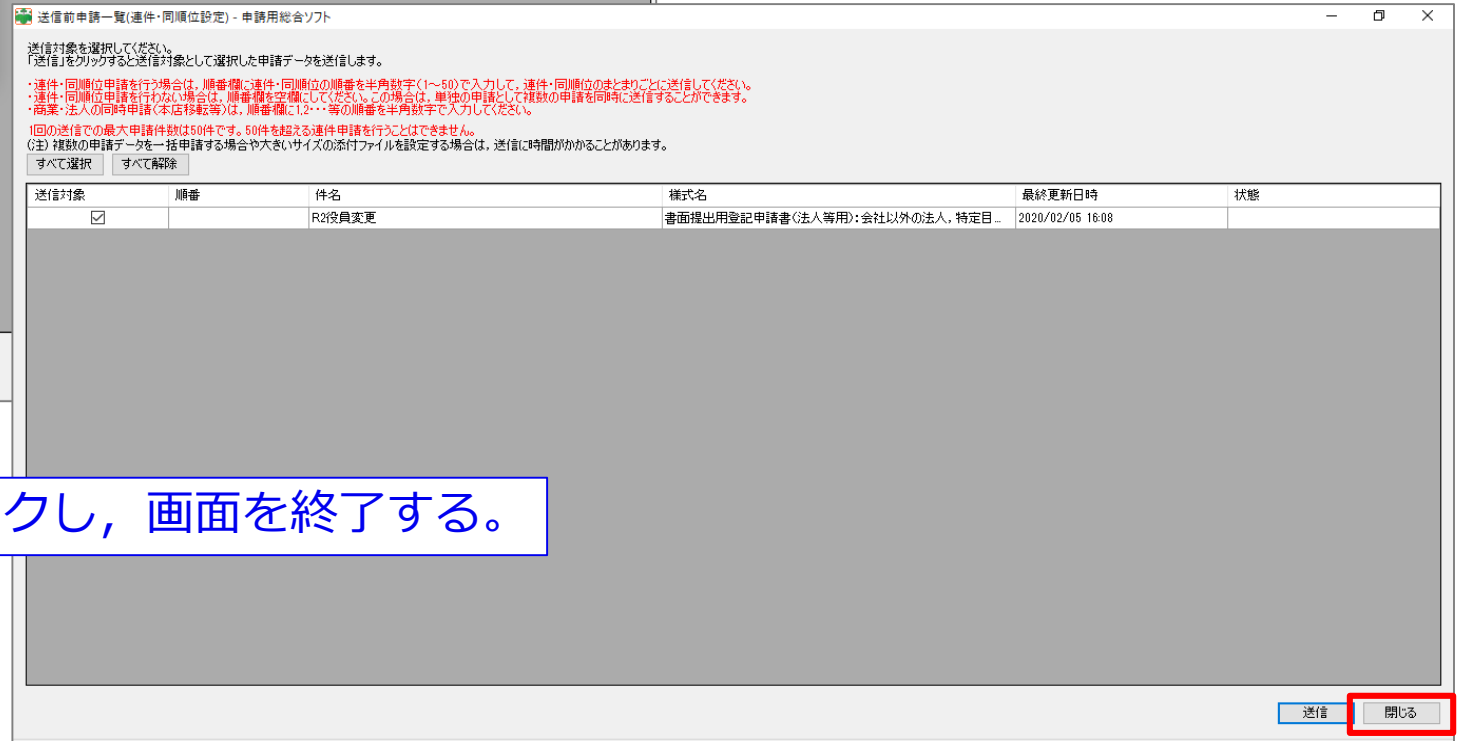 送信前申請一覧(連件・同順位設定) - 申請用総合ソフト
送信対象を選択してください。
「送信」をクリックすると送信対象として選択した申請データを送信します。
・連件・同順位申請を行う場合は，順番欄に連件・同順位の順番を半角数字(1～50)で入力して，連件・同順位のまとまりごとに送信してください。
・連件・同順位申請を行わない場合は，順番欄を空欄にしてください。この場合は，単独の申請として複数の申請を同時に送信することができます。
・商業・法人の同時申請(本店移転等)は，順番欄に1,2・・・等の順番を半角数字で入力してください。
1回の送信での最大申請件数は50件です。50件を超える連件申請を行うことはできません。
(注) 複数の申請データを一括申請する場合や大きいサイズの添付ファイルを設定する場合は，送信に時間がかかることがあります。
すべて選択 すべて解除
送信対象 順番 件名 様式名 最終更新日時 状態
R2役員変更 書面提出用登記申請書(法人等用)：会社以外の法人，特定目... 2020/02/05 16:08
クし，画面を終了する。
送信 閉じる